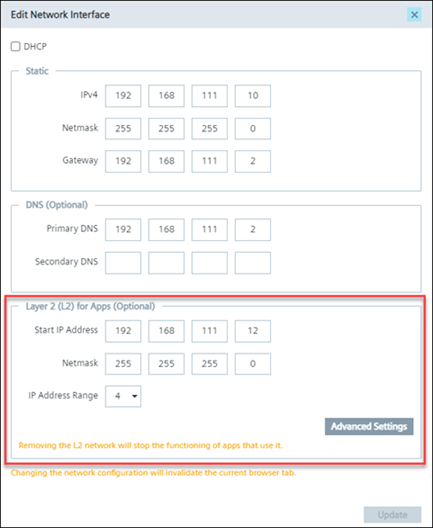 Edit Network Interface
DHCP
Static
IPv4 192 168 111 10
Netmask 255 255 255 0
Gateway 192 168 111 2
DNS (Optional)
Primary DNS 192 168 111 2
Secondary DNS
Layer 2 (L2) for Apps (Optional)
Start IP Address 192 168 111 12
Netmask 255 255 255 0
IP Address Range 4
Advanced Settings
Removing the L2 network will stop the functioning of apps that use it.
Changing the network configuration will invalidate the current browser tab.
Update